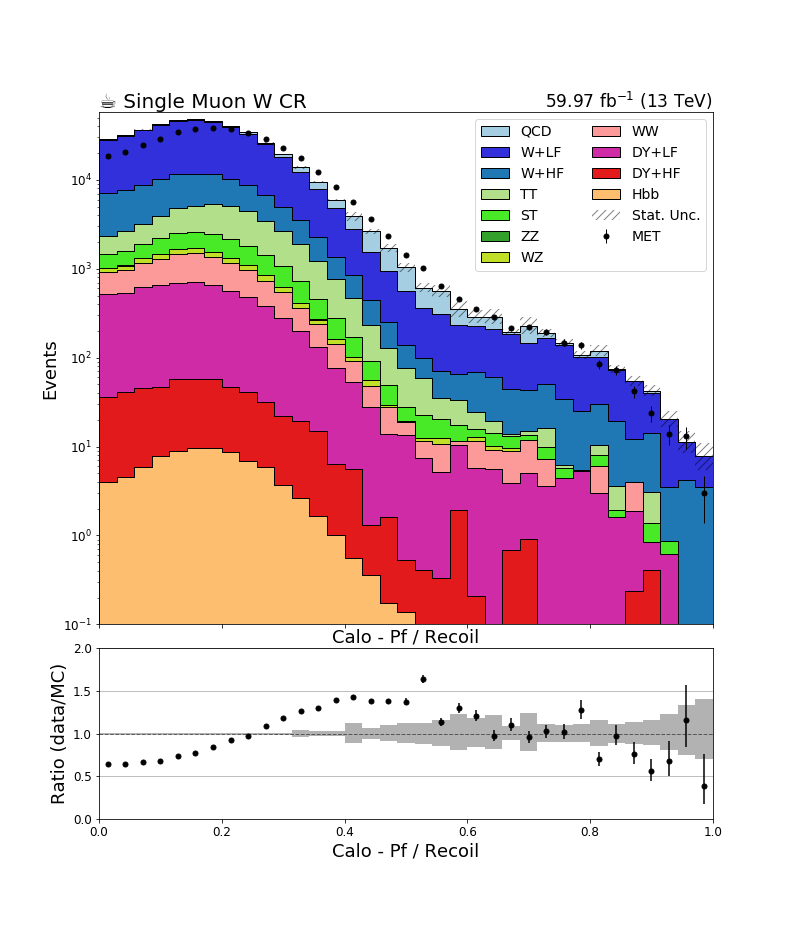 ☕ Single Muon W CR
59.97 fb⁻¹ (13 TeV)
QCD
W+LF
W+HF
TT
ST
ZZ
WZ
WW
DY+LF
DY+HF
Hbb
Stat. Unc.
MET
Events
10⁴
10³
10²
10¹
10⁰
10⁻¹
Calo - Pf / Recoil
Ratio (data/MC)
2.0
1.5
1.0
0.5
0.0
0.0 0.2 0.4 0.6 0.8 1.0
Calo - Pf / Recoil